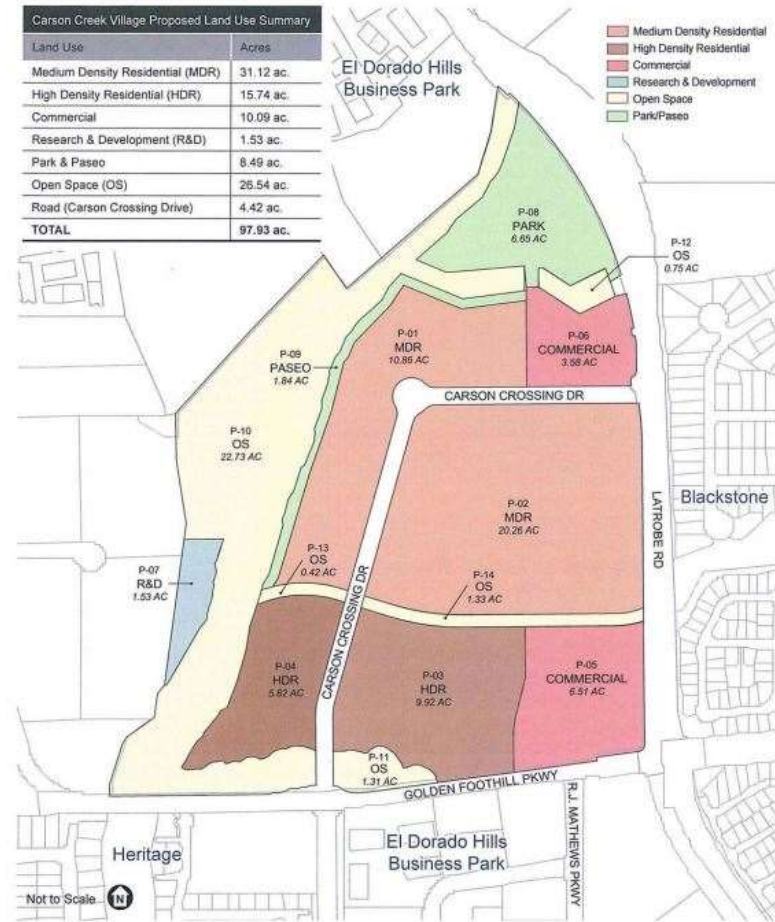 Carson Creek Village Proposed Land Use Summary
Land Use Acres
Medium Density Residential (MDR) 31.12 ac.
High Density Residential (HDR) 15.74 ac.
Commercial 10.09 ac.
Research & Development (R&D) 1.53 ac.
Park & Paseo 8.49 ac.
Open Space (OS) 26.54 ac.
Road (Carson Crossing Drive) 4.42 ac.
TOTAL 97.93 ac.
Medium Density Residential
High Density Residential
Commercial
Research & Development
Open Space
Park/Paseo
El Dorado Hills
Business Park
P-08
PARK
6.65 AC
P-12
OS
0.75 AC
P-01
MDR
10.86 AC
P-06
COMMERCIAL
3.58 AC
P-09
PASEO
1.84 AC
CARSON CROSSING DR
P-10
OS
22.73 AC
P-02
MDR
20.26 AC
LATROBE RD
Blackstone
P-07
R&D
1.53 AC
P-13
OS
0.42 AC
P-14
OS
1.33 AC
CARSON CROSSING DR
P-04
HDR
5.82 AC
P-03
HDR
9.92 AC
P-05
COMMERCIAL
6.51 AC
P-11
OS
1.31 AC
GOLDEN FOOTHILL PKWY
R.J. MATHEWS PKWY
Heritage
El Dorado Hills
Business Park
Not to Scale N